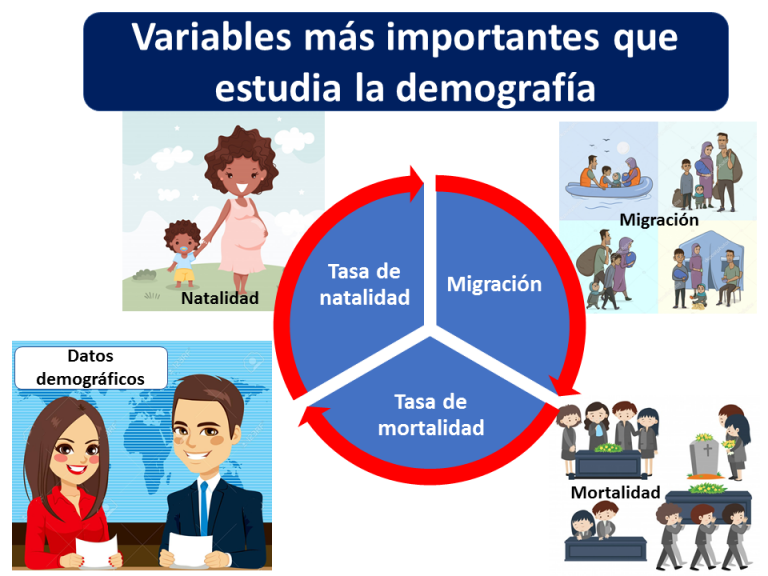 Variables más importantes que
estudia la demografía
Natalidad
Migración
Tasa de
natalidad
Migración
Tasa de
mortalidad
Datos
demográficos
Mortalidad